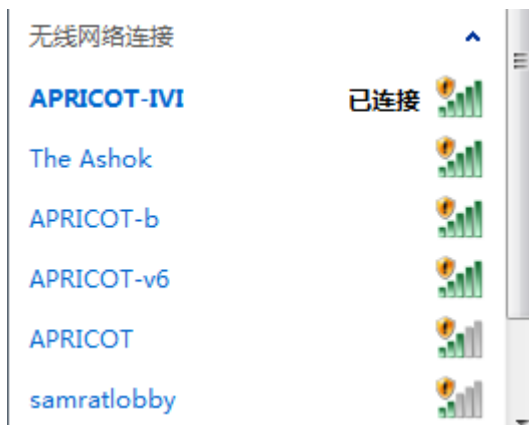 无线网络连接
APRICOT-IVI 已连接
The Ashok
APRICOT-b
APRICOT-v6
APRICOT
samratlobby